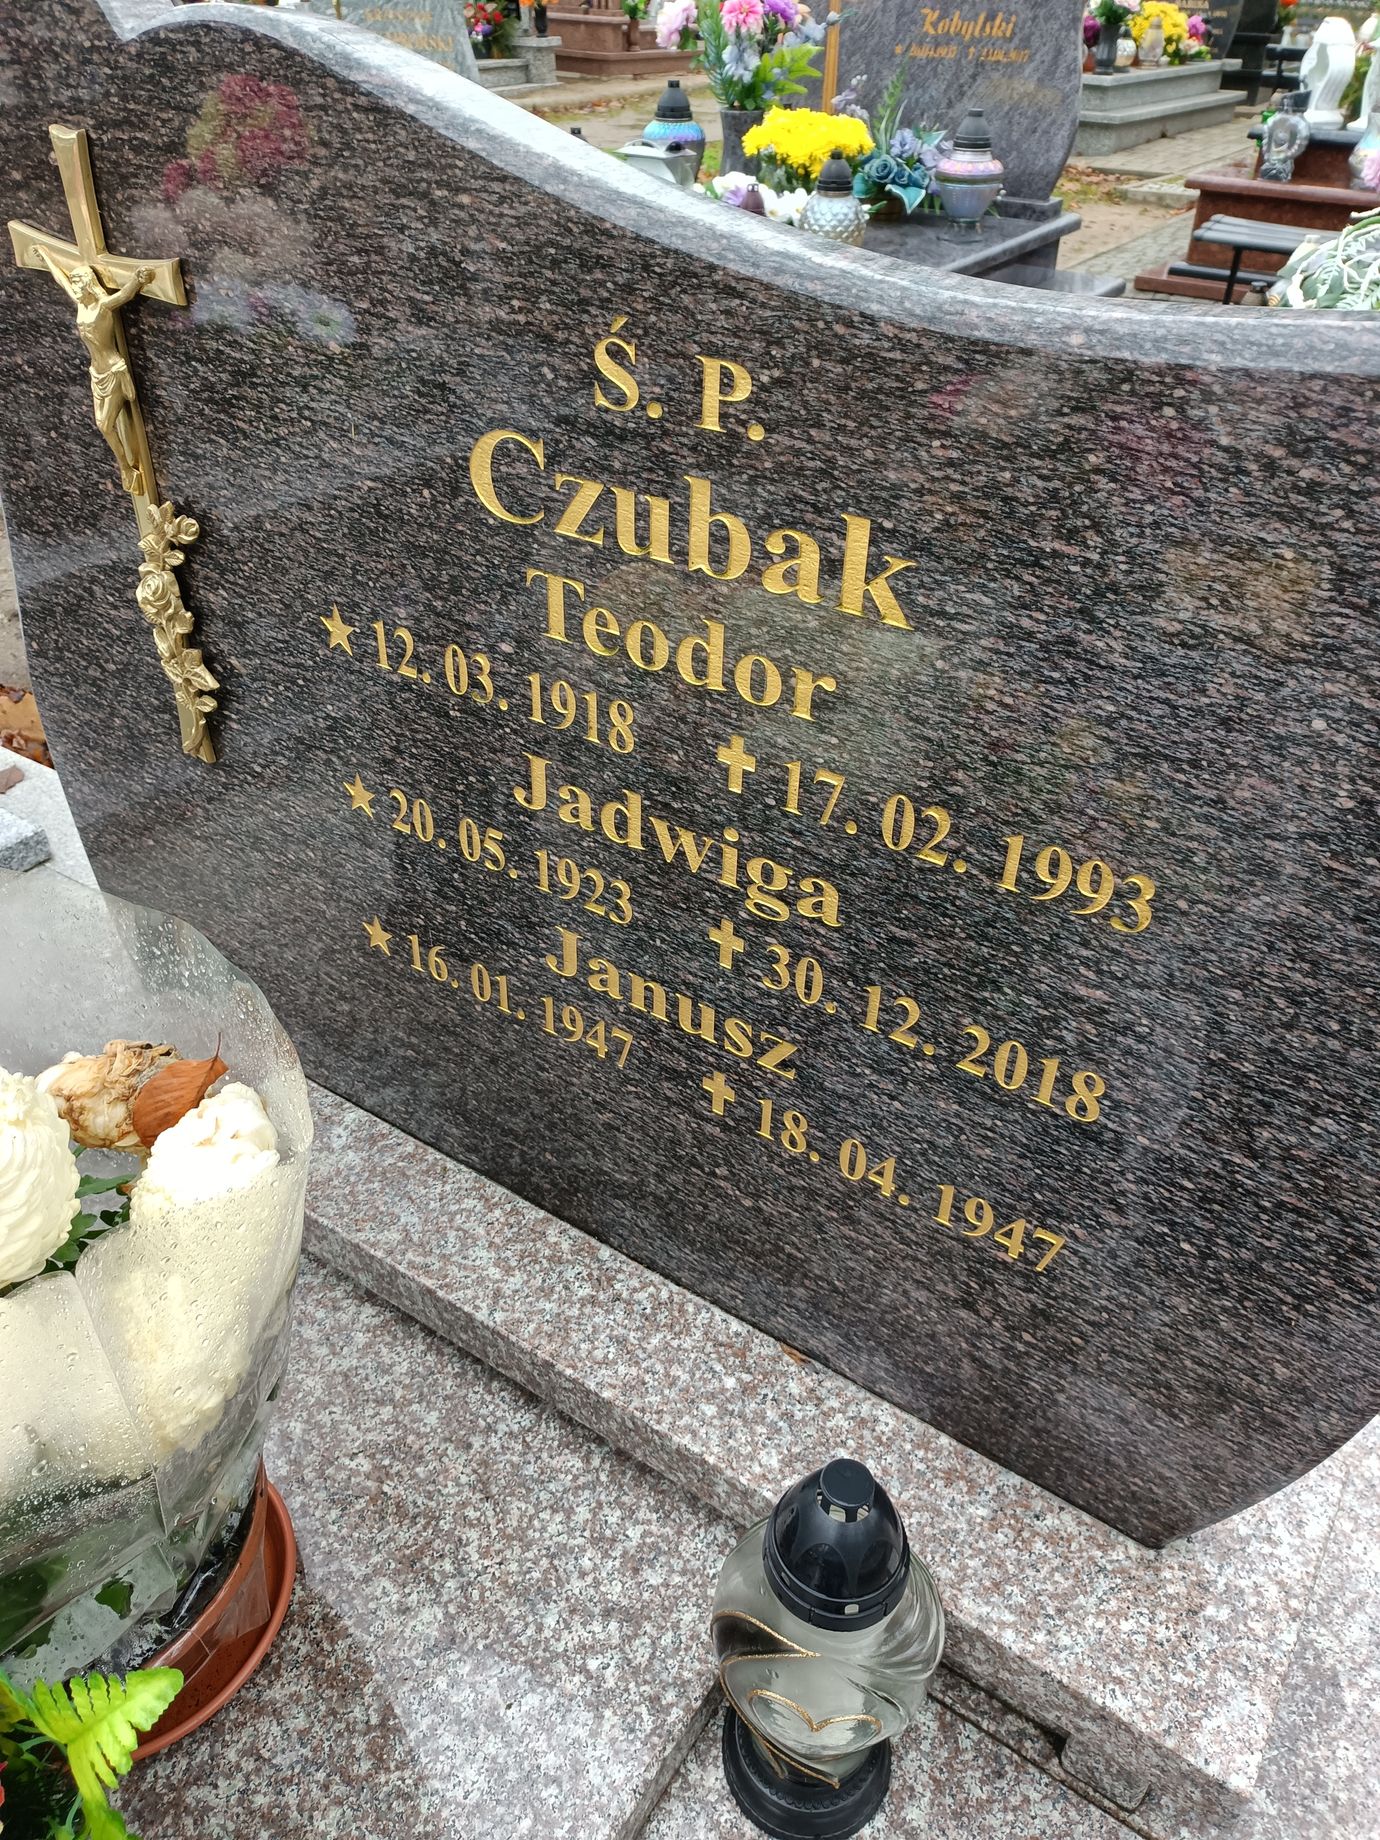 Kobylski
Ś. P.
Czubak
Teodor
★ 12. 03. 1918 ✝ 17. 02. 1993
Jadwiga
★ 20. 05. 1923 ✝ 30. 12. 2018
Janusz
★ 16. 01. 1947 ✝ 18. 04. 1947